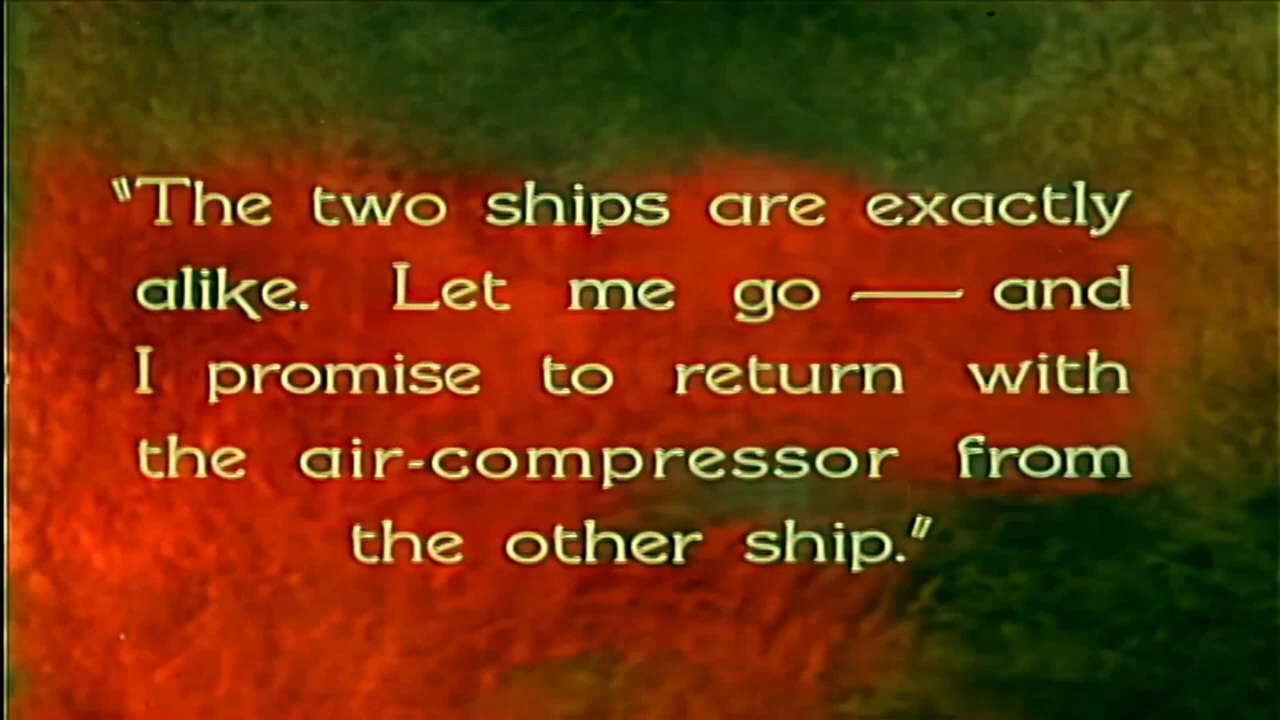 "The two ships are exactly
alike. Let me go — and
I promise to return with
the air-compressor from
the other ship."